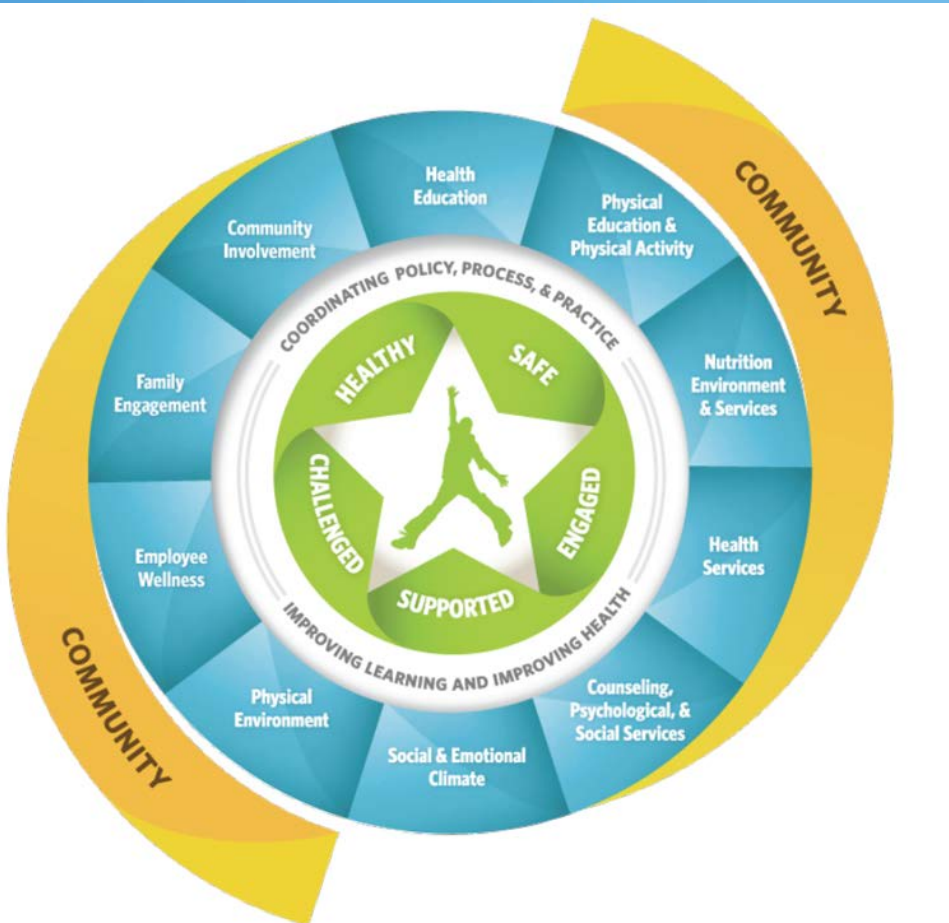 COMMUNITY
Health
Education
Physical
Education &
Physical Activity
Nutrition
Environment
& Services
Health
Services
Counseling,
Psychological, &
Social Services
Social & Emotional
Climate
Physical
Environment
Employee
Wellness
Family
Engagement
Community
Involvement
COORDINATING POLICY, PROCESS, & PRACTICE
IMPROVING LEARNING AND IMPROVING HEALTH
HEALTHY
SAFE
ENGAGED
SUPPORTED
CHALLENGED
COMMUNITY